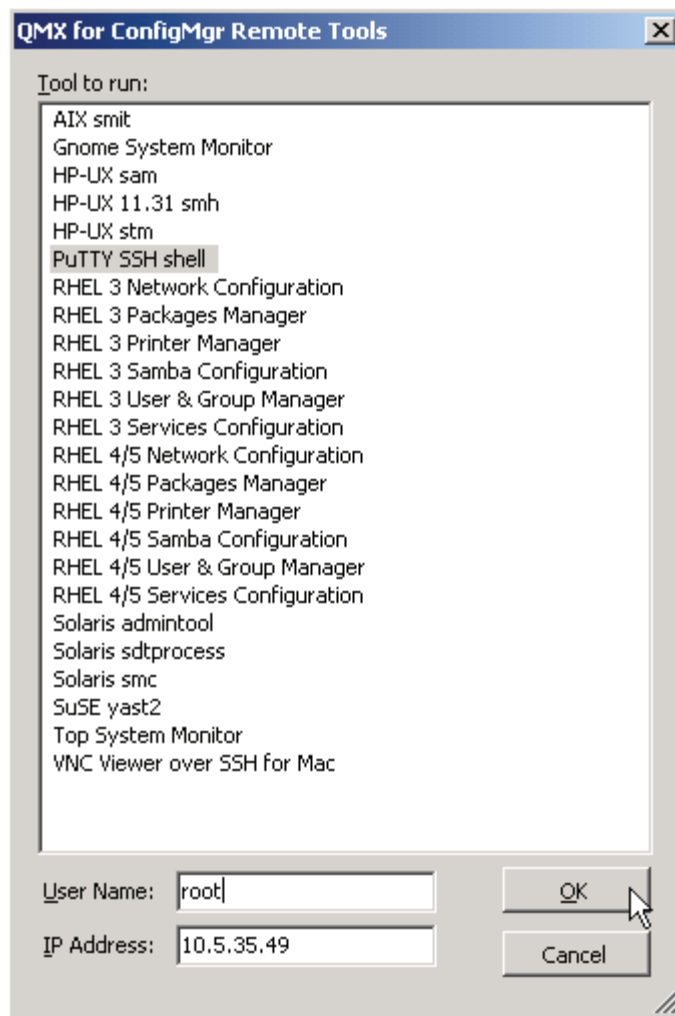 QMX for ConfigMgr Remote Tools
Tool to run:
AIX smit
Gnome System Monitor
HP-UX sam
HP-UX 11.31 smh
HP-UX stm
PuTTY SSH shell
RHEL 3 Network Configuration
RHEL 3 Packages Manager
RHEL 3 Printer Manager
RHEL 3 Samba Configuration
RHEL 3 User & Group Manager
RHEL 3 Services Configuration
RHEL 4/5 Network Configuration
RHEL 4/5 Packages Manager
RHEL 4/5 Printer Manager
RHEL 4/5 Samba Configuration
RHEL 4/5 User & Group Manager
RHEL 4/5 Services Configuration
Solaris admintool
Solaris sdtprocess
Solaris smc
SuSE yast2
Top System Monitor
VNC Viewer over SSH for Mac
User Name: root OK
IP Address: 10.5.35.49 Cancel